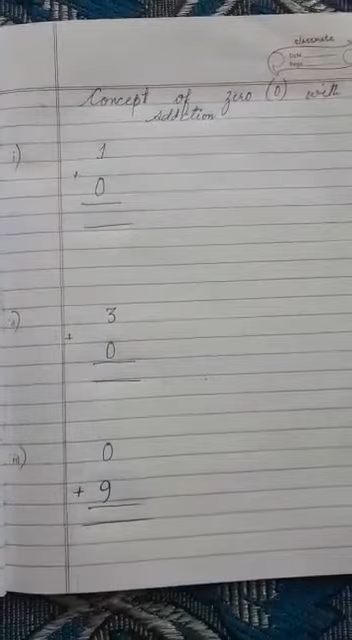 classmate
Date
Page
Concept of zero (0) with
Addition
i) 1
+
0
ii) 3
+
0
iii) 0
+ 9